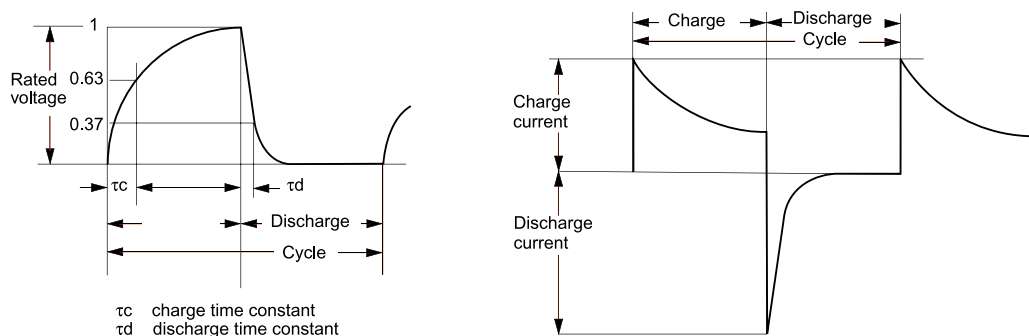 1
Rated
voltage
0.63
0.37
τc
τd
Discharge
Cycle
τc charge time constant
τd discharge time constant
Charge
Discharge
Cycle
Charge
current
Discharge
current